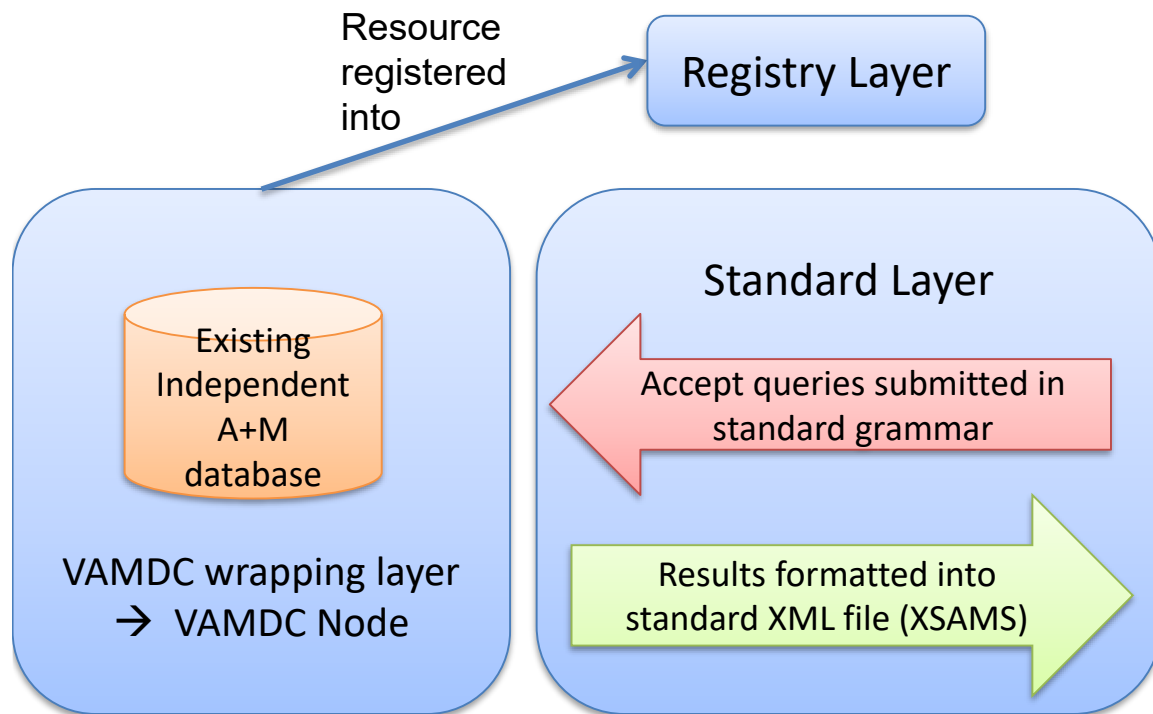 Resource
registered
into
Registry Layer
Existing
Independent
A+M
database
VAMDC wrapping layer
→ VAMDC Node
Standard Layer
Accept queries submitted in
standard grammar
Results formatted into
standard XML file (XSAMS)